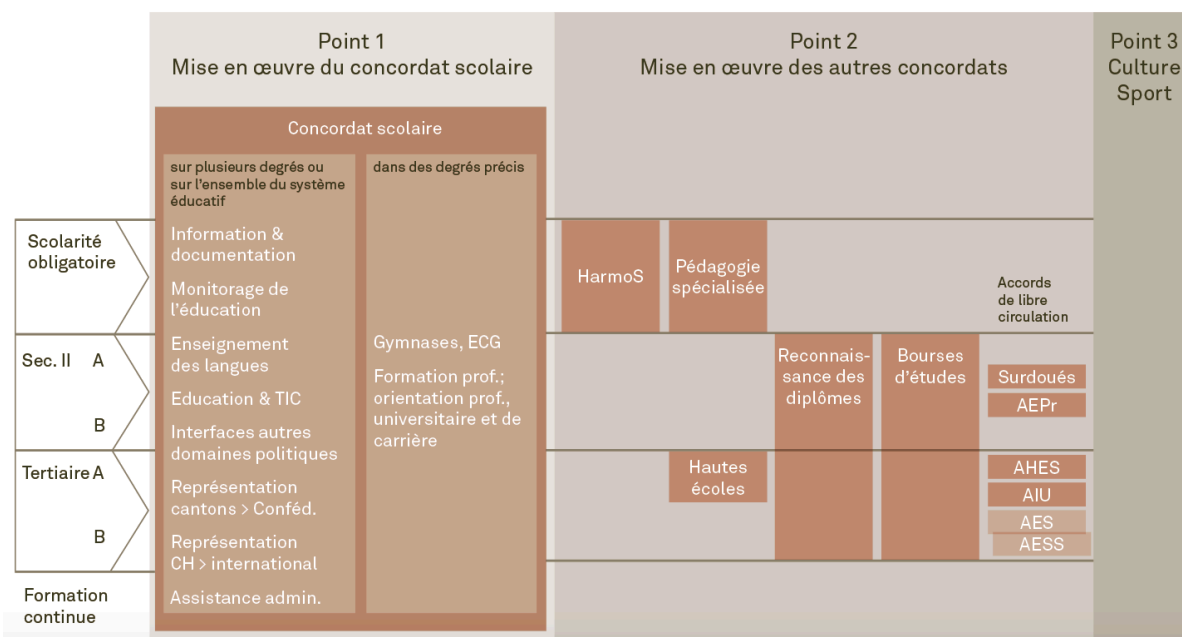 Point 1
Mise en œuvre du concordat scolaire
Point 2
Mise en œuvre des autres concordats
Point 3
Culture
Sport
Concordat scolaire
sur plusieurs degrés ou
sur l'ensemble du système
éducatif
dans des degrés précis
Scolarité
obligatoire
Sec. II A
B
Tertiaire A
B
Formation
continue
Information &
documentation
Monitorage de
l'éducation
Enseignement
des langues
Education & TIC
Interfaces autres
domaines politiques
Représentation
cantons > Conféd.
Représentation
CH > international
Assistance admin.
Gymnases, ECG
Formation prof.;
orientation prof.,
universitaire et de
carrière
HarmoS
Pédagogie
spécialisée
Accords
de libre
circulation
Reconnais-
sance des
diplômes
Bourses
d'études
Surdoués
AEPr
Hautes
écoles
AHES
AIU
AES
AESS